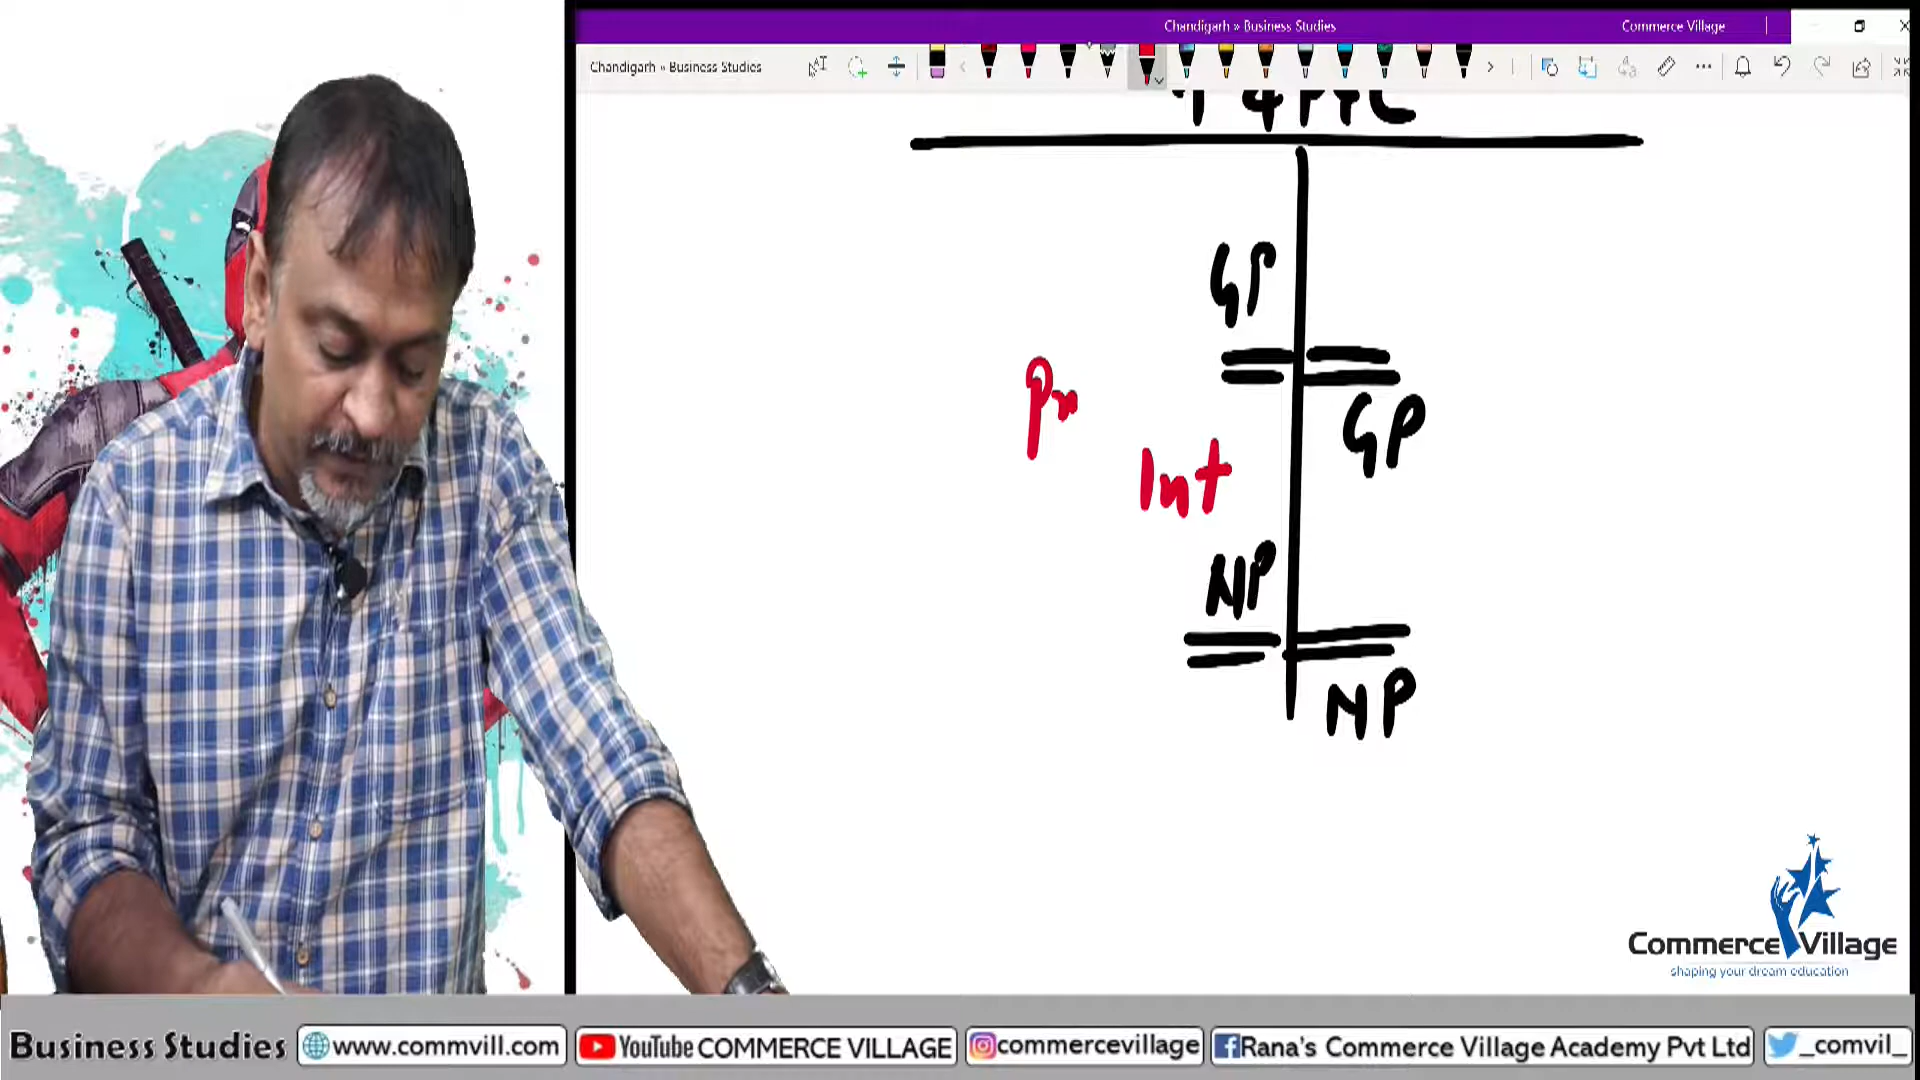 Chandigarh » Business Studies
Commerce Village
Chandigarh » Business Studies
GP
GP
Pr
Int
NP
NP
Commerce Village
shaping your dream education
Business Studies
www.commvill.com
YouTube COMMERCE VILLAGE
commercevillage
Rana's Commerce Village Academy Pvt Ltd
_comvil_